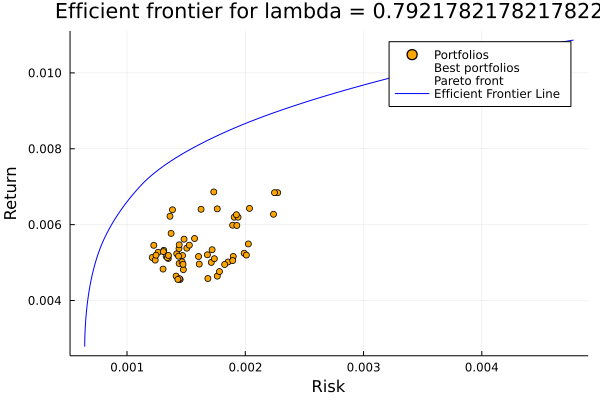 Efficient frontier for lambda = 0.7921782178217822
Portfolios
Best portfolios
Pareto front
Efficient Frontier Line
0.010
0.008
0.006
0.004
Return
0.001 0.002 0.003 0.004
Risk